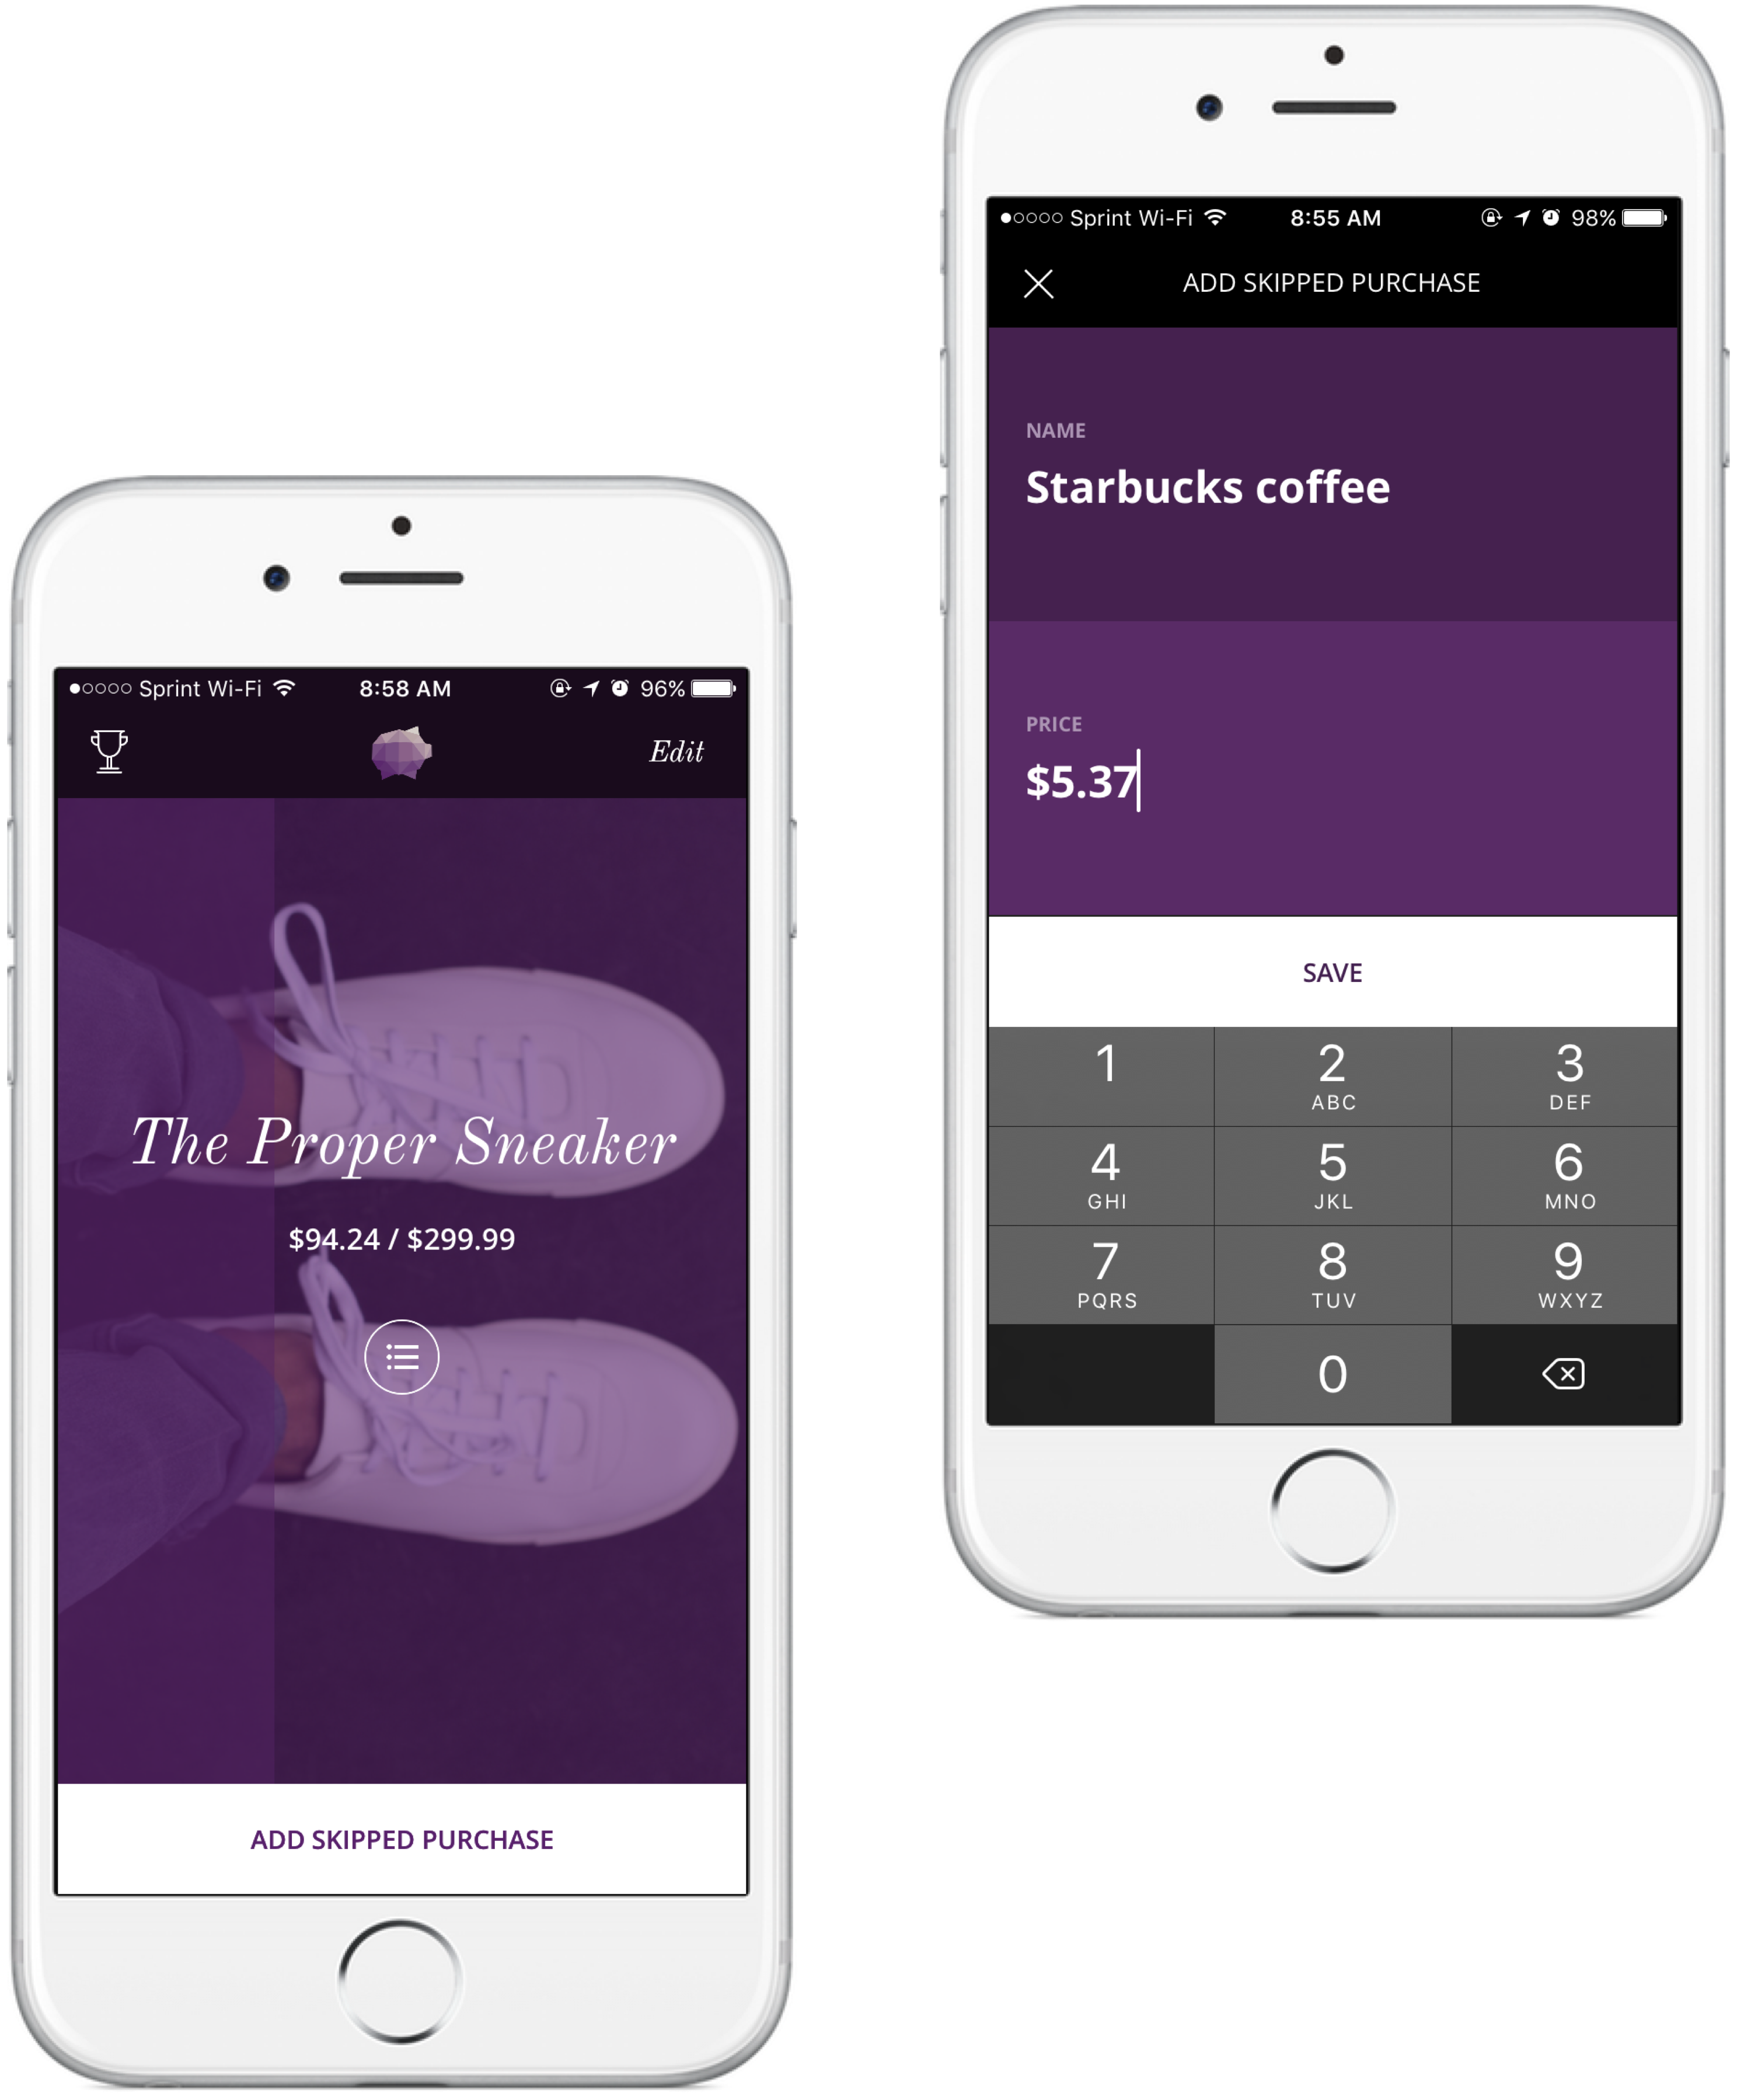 Sprint Wi-Fi 8:58 AM 96%
Edit
The Proper Sneaker
$94.24 / $299.99
ADD SKIPPED PURCHASE
Sprint Wi-Fi 8:55 AM 98%
ADD SKIPPED PURCHASE
NAME
Starbucks coffee
PRICE
$5.37
SAVE
1 2 3
ABC DEF
4 5 6
GHI JKL MNO
7 8 9
PQRS TUV WXYZ
0